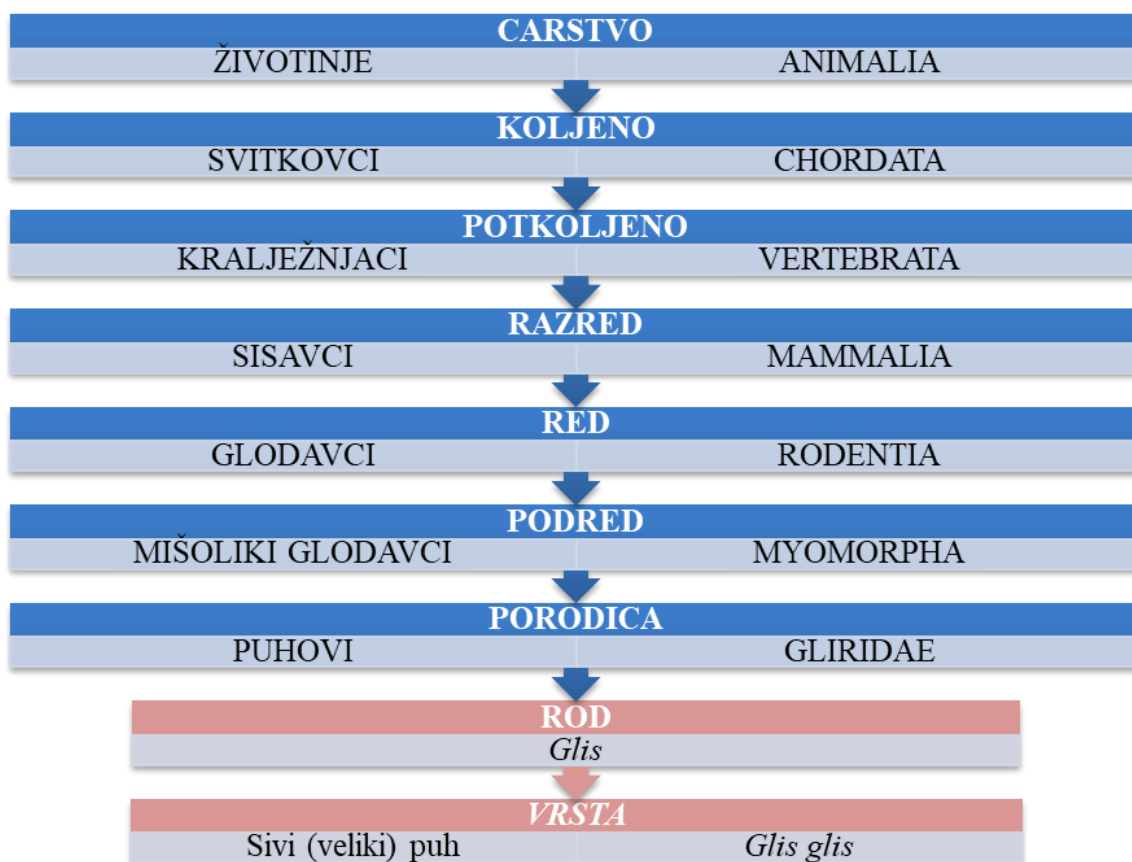 CARSTVO
ŽIVOTINJE ANIMALIA
KOLJENO
SVITKOVCI CHORDATA
POTKOLJENO
KRALJEŽNJACI VERTEBRATA
RAZRED
SISAVCI MAMMALIA
RED
GLODAVCI RODENTIA
PODRED
MIŠOLIKI GLODAVCI MYOMORPHA
PORODICA
PUHOVI GLIRIDAE
ROD
Glis
VRSTA
Sivi (veliki) puh Glis glis